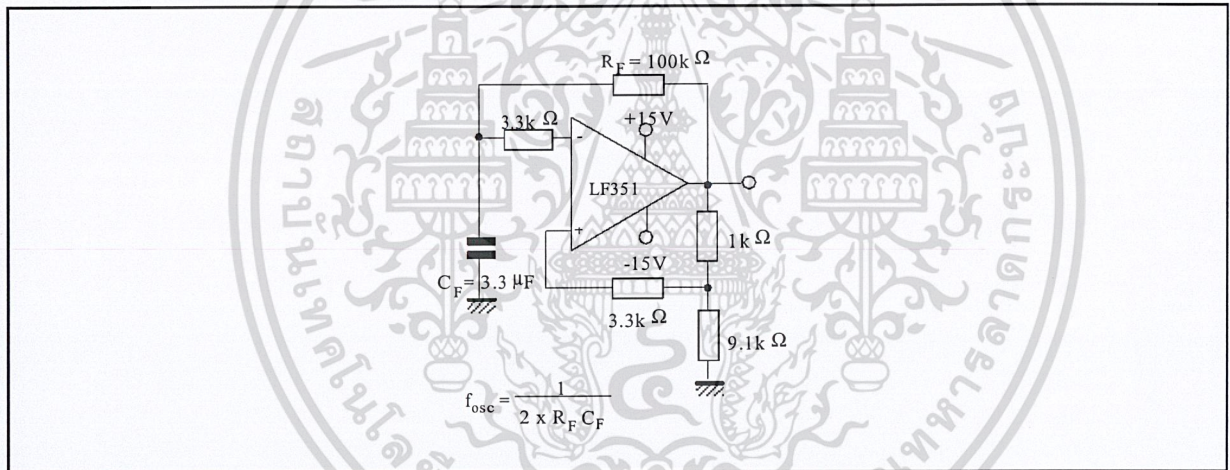 R_F = 100k Ω
3.3k Ω
+15V
-
LF351
+
1k Ω
-15V
C_F = 3.3 µF
3.3k Ω
9.1k Ω
f_osc = 1 / 2 x R_F C_F